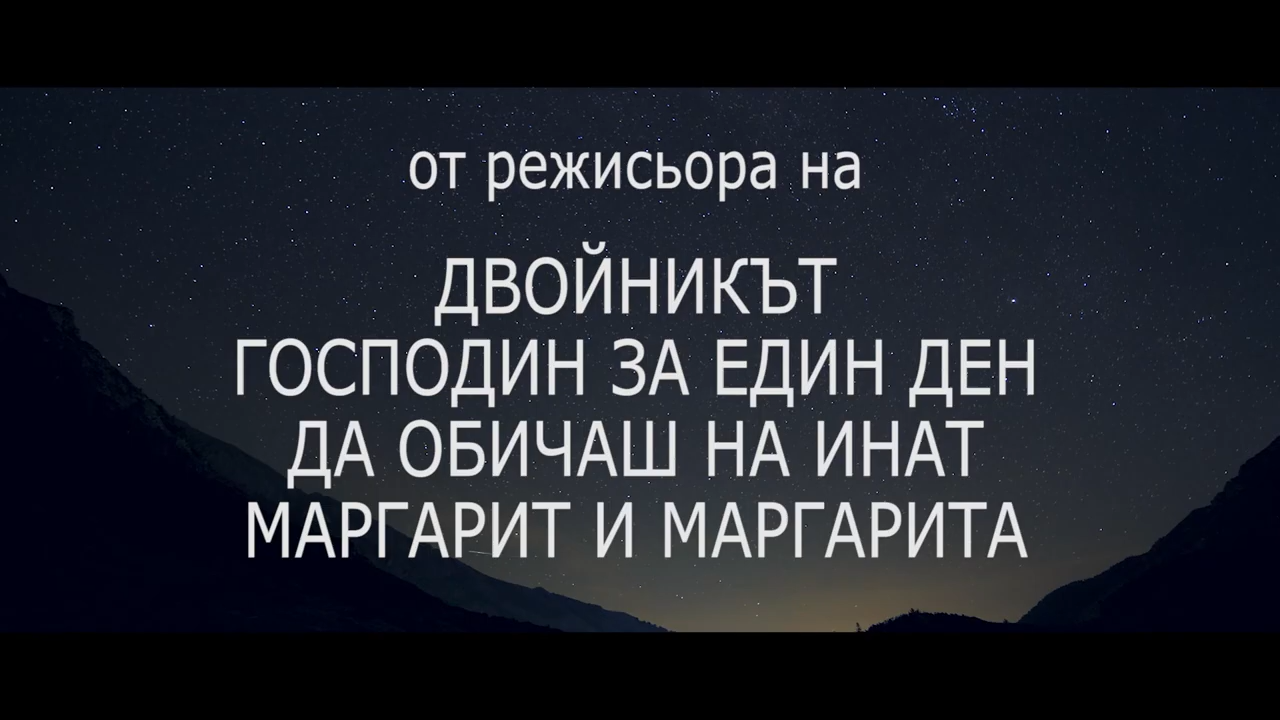 от режисьора на
ДВОЙНИКЪТ
ГОСПОДИН ЗА ЕДИН ДЕН
ДА ОБИЧАШ НА ИНАТ
МАРГАРИТ И МАРГАРИТА